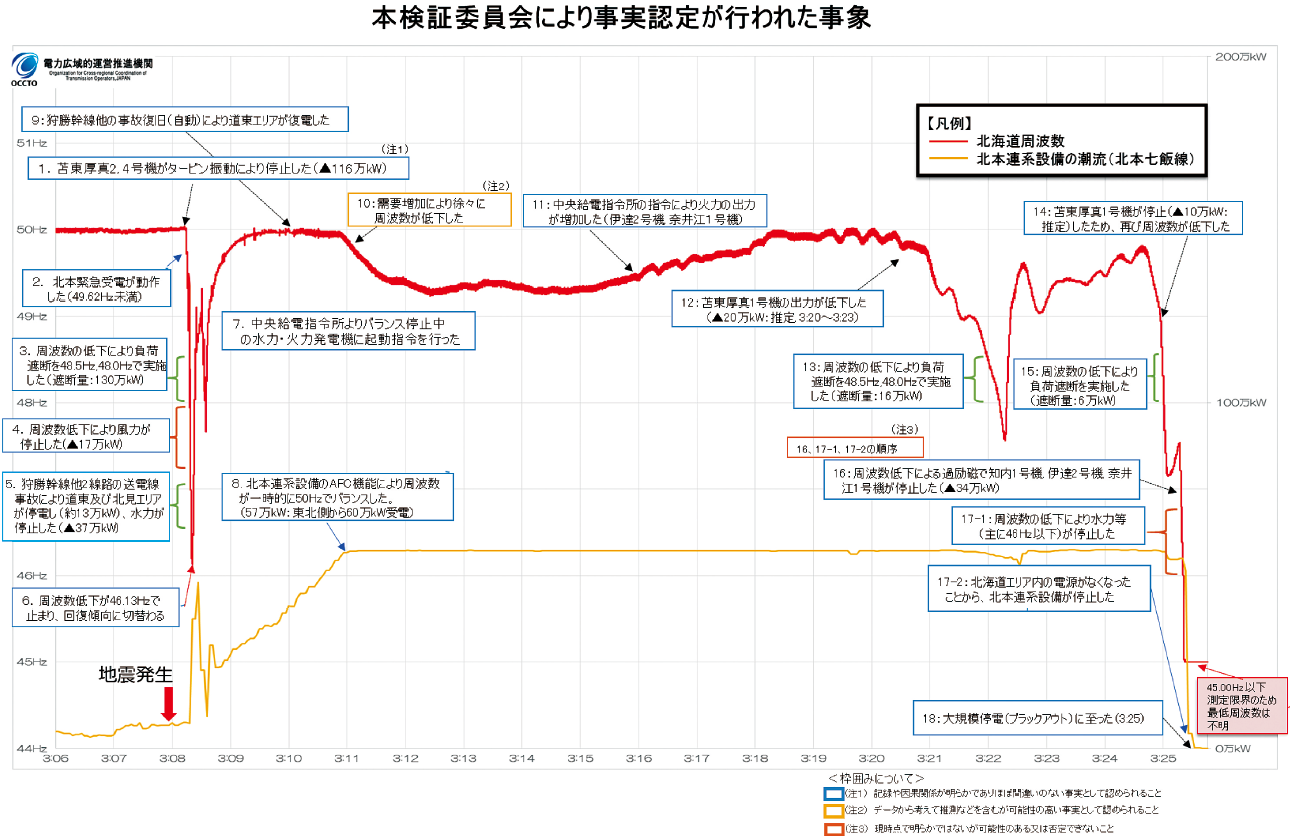 本検証委員会により事実認定が行われた事象
電力広域的運営推進機関
Organization for Cross-regional Coordination of
Transmission Operators,JAPAN
OCCTO
200万kW
9：狩勝幹線他の事故復旧(自動)により道東エリアが復電した
【凡例】
北海道周波数
北本連系設備の潮流(北本七飯線)
51Hz
(注1)
1．苫東厚真2,4号機がタービン振動により停止した(▲116万kW)
(注2)
10：需要増加により徐々に
周波数が低下した
11：中央給電指令所の指令により火力の出力
が増加した(伊達2号機,奈井江1号機)
14：苫東厚真1号機が停止(▲10万kW:
推定)したため、再び周波数が低下した
50Hz
2．北本緊急受電が動作
した(49.62Hz未満)
12：苫東厚真1号機の出力が低下した
(▲20万kW:推定 3:20～3:23)
49Hz
7．中央給電指令所よりバランス停止中
の水力・火力発電機に起動指令を行った
3．周波数の低下により負荷
遮断を48.5Hz,48.0Hzで実施
した(遮断量:130万kW)
13：周波数の低下により負荷
遮断を48.5Hz,48.0Hzで実施
した(遮断量:16万kW)
15：周波数の低下により
負荷遮断を実施した
(遮断量:6万kW)
48Hz
100万kW
4．周波数低下により風力が
停止した(▲17万kW)
(注3)
16、17-1、17-2の順序
16：周波数低下による過励磁で知内1号機,伊達2号機,奈井
江1号機が停止した(▲34万kW)
5．狩勝幹線他2線路の送電線
事故により道東及び北見エリア
が停電し(約13万kW)、水力が
停止した(▲37万kW)
8．北本連系設備のAFC機能により周波数
が一時的に50Hzでバランスした。
(57万kW:東北側から60万kW受電)
17-1：周波数の低下により水力等
(主に46Hz以下)が停止した
46Hz
17-2：北海道エリア内の電源がなくなった
ことから、北本連系設備が停止した
6．周波数低下が46.13Hzで
止まり、回復傾向に切替わる
45Hz
地震発生
45.00Hz以下
測定限界のため
最低周波数は
不明
18：大規模停電(ブラックアウト)に至った(3:25)
44Hz
0万kW
3:06 3:07 3:08 3:09 3:10 3:11 3:12 3:13 3:14 3:15 3:16 3:17 3:18 3:19 3:20 3:21 3:22 3:23 3:24 3:25
＜枠囲みについて＞
(注1) 記録や因果関係が明らかでありほぼ間違いのない事実として認められること
(注2) データから考えて推測などを含むが可能性の高い事実として認められること
(注3) 現時点で明らかではないが可能性のある又は否定できないこと